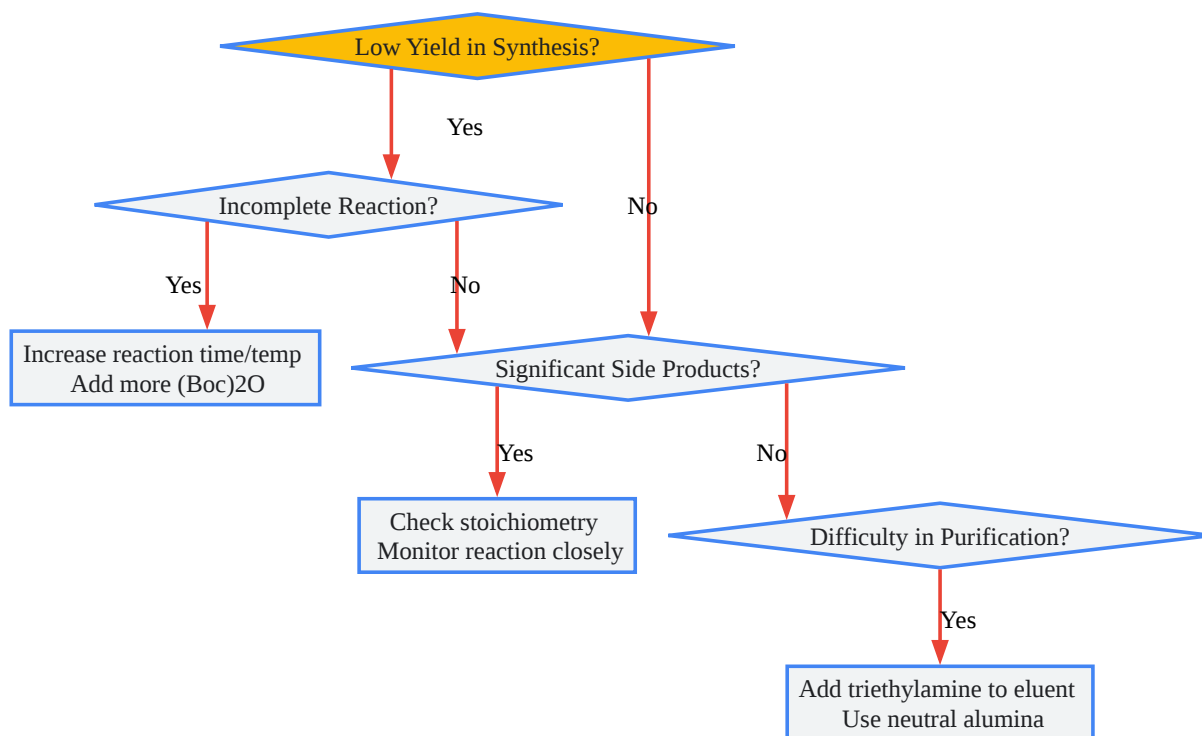 Low Yield in Synthesis?
Yes
No
Incomplete Reaction?
Yes
No
Increase reaction time/temp
Add more (Boc)2O
Significant Side Products?
Yes
No
Check stoichiometry
Monitor reaction closely
Difficulty in Purification?
Yes
Add triethylamine to eluent
Use neutral alumina